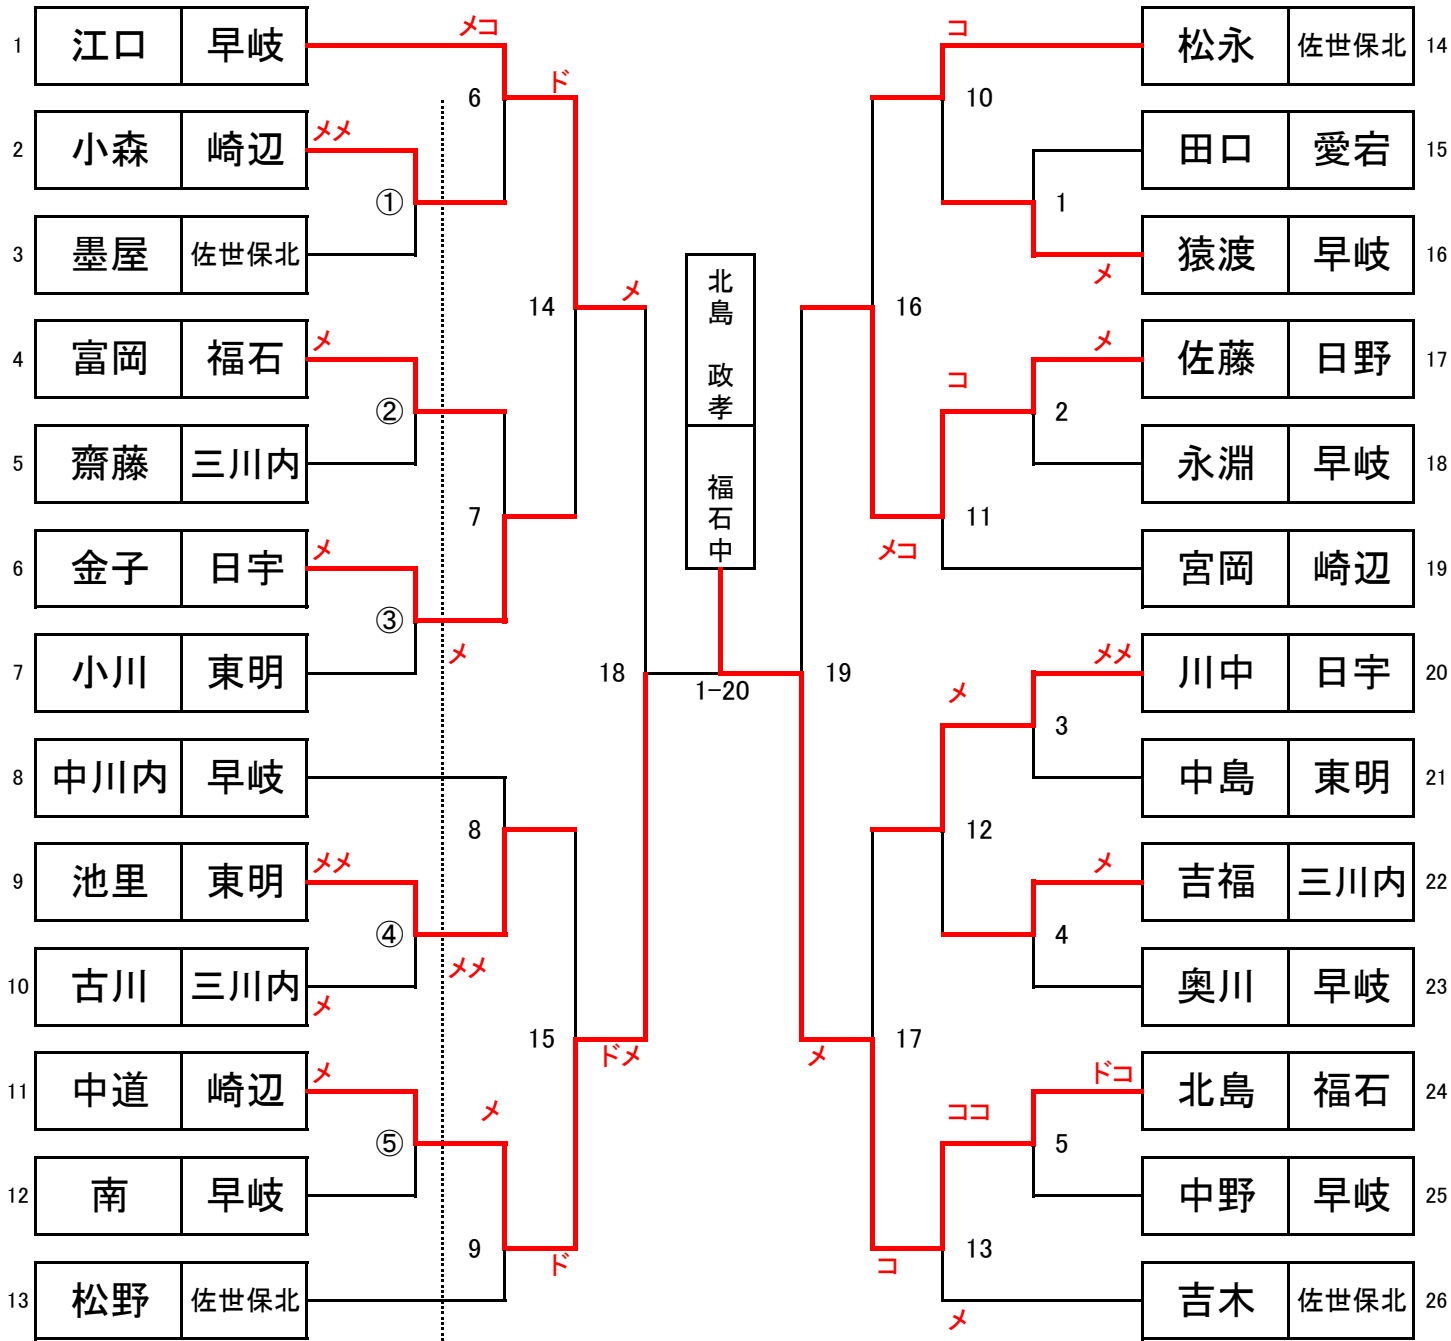 メコ
コ
1 江口 早岐
松永 佐世保北 14
ド
6
10
2 小森 崎辺 メメ
田口 愛宕 15
①
1
3 墨屋 佐世保北
猿渡 早岐 16
メ
北島 政孝
福石中
14
メ
16
4 富岡 福石 メ
メ 佐藤 日野 17
コ
②
2
5 齋藤 三川内
永淵 早岐 18
7
11
メコ
6 金子 日宇 メ
宮岡 崎辺 19
③
メ
7 小川 東明
メメ 川中 日宇 20
18
1-20
19
メ
3
8 中川内 早岐
中島 東明 21
8
12
9 池里 東明 メメ
メ 吉福 三川内 22
④
4
メメ
10 古川 三川内 メ
奥川 早岐 23
15
ドメ
メ
17
11 中道 崎辺 メ
ドコ 北島 福石 24
メ
ココ
⑤
5
12 南 早岐
中野 早岐 25
9
ド
コ
13
13 松野 佐世保北
吉木 佐世保北 26
メ